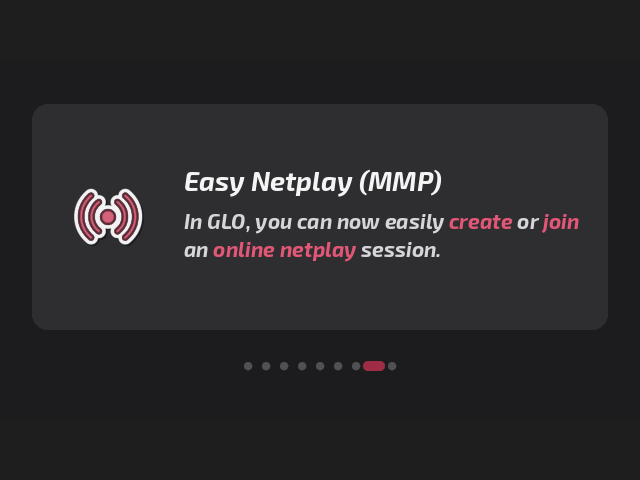 Easy Netplay (MMP)
In GLO, you can now easily create or join
an online netplay session.